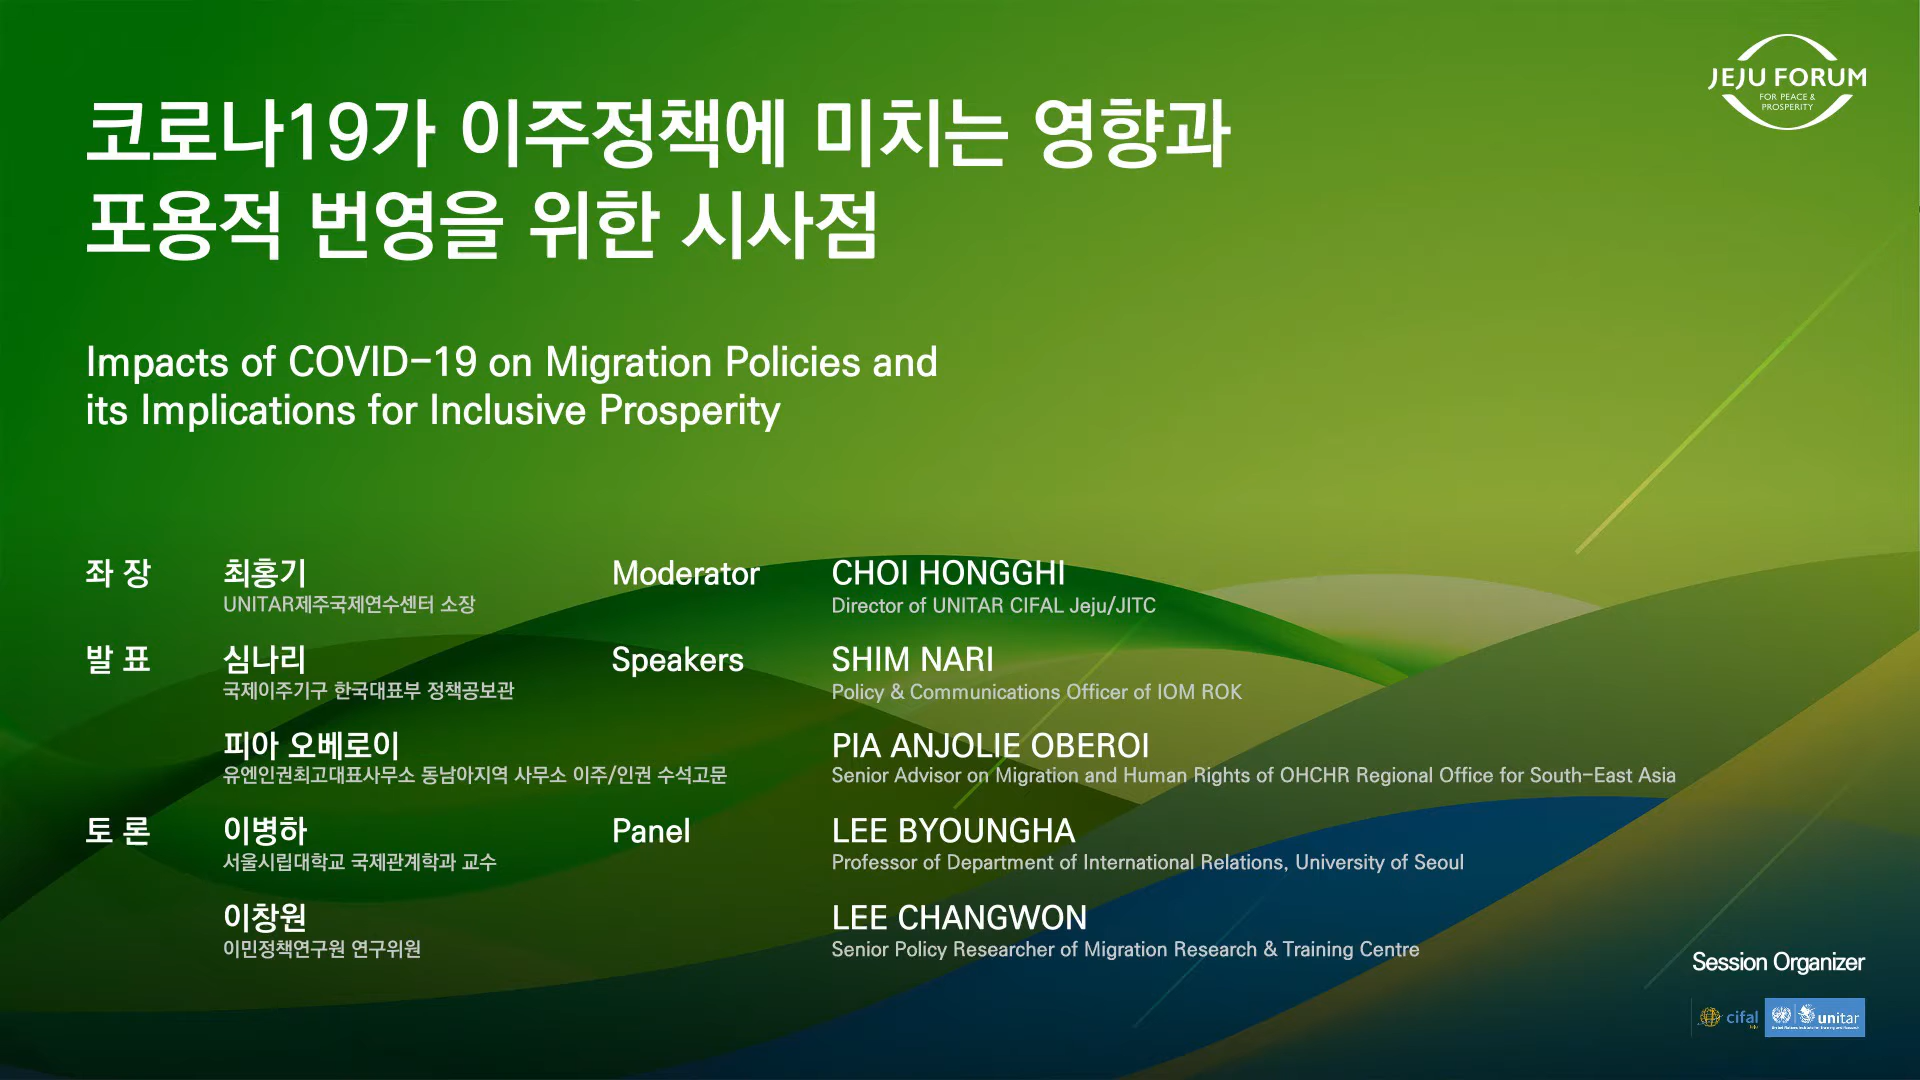 JEJU FORUM
FOR PEACE &
PROSPERITY
코로나19가 이주정책에 미치는 영향과
포용적 번영을 위한 시사점
Impacts of COVID-19 on Migration Policies and
its Implications for Inclusive Prosperity
좌 장 최홍기
UNITAR제주국제연수센터 소장
발 표 심나리
국제이주기구 한국대표부 정책공보관
피아 오베로이
유엔인권최고대표사무소 동남아지역 사무소 이주/인권 수석고문
토 론 이병하
서울시립대학교 국제관계학과 교수
이창원
이민정책연구원 연구위원
Moderator CHOI HONGGHI
Director of UNITAR CIFAL Jeju/JITC
Speakers SHIM NARI
Policy & Communications Officer of IOM ROK
PIA ANJOLIE OBEROI
Senior Advisor on Migration and Human Rights of OHCHR Regional Office for South-East Asia
Panel LEE BYOUNGHA
Professor of Department of International Relations, University of Seoul
LEE CHANGWON
Senior Policy Researcher of Migration Research & Training Centre
Session Organizer
cifal
unitar